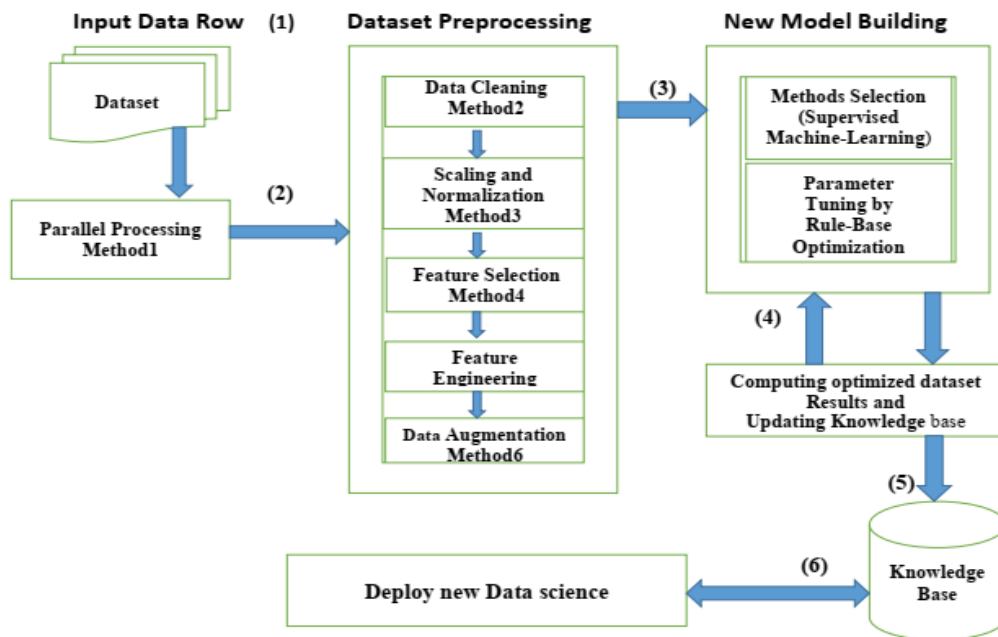 Input Data Row (1)
Dataset
Parallel Processing
Method1
(2)
Dataset Preprocessing
Data Cleaning
Method2
Scaling and
Normalization
Method3
Feature Selection
Method4
Feature
Engineering
Data Augmentation
Method6
(3)
New Model Building
Methods Selection
(Supervised
Machine-Learning)
Parameter
Tuning by
Rule-Base
Optimization
(4)
Computing optimized dataset
Results and
Updating Knowledge base
(5)
Knowledge
Base
(6)
Deploy new Data science